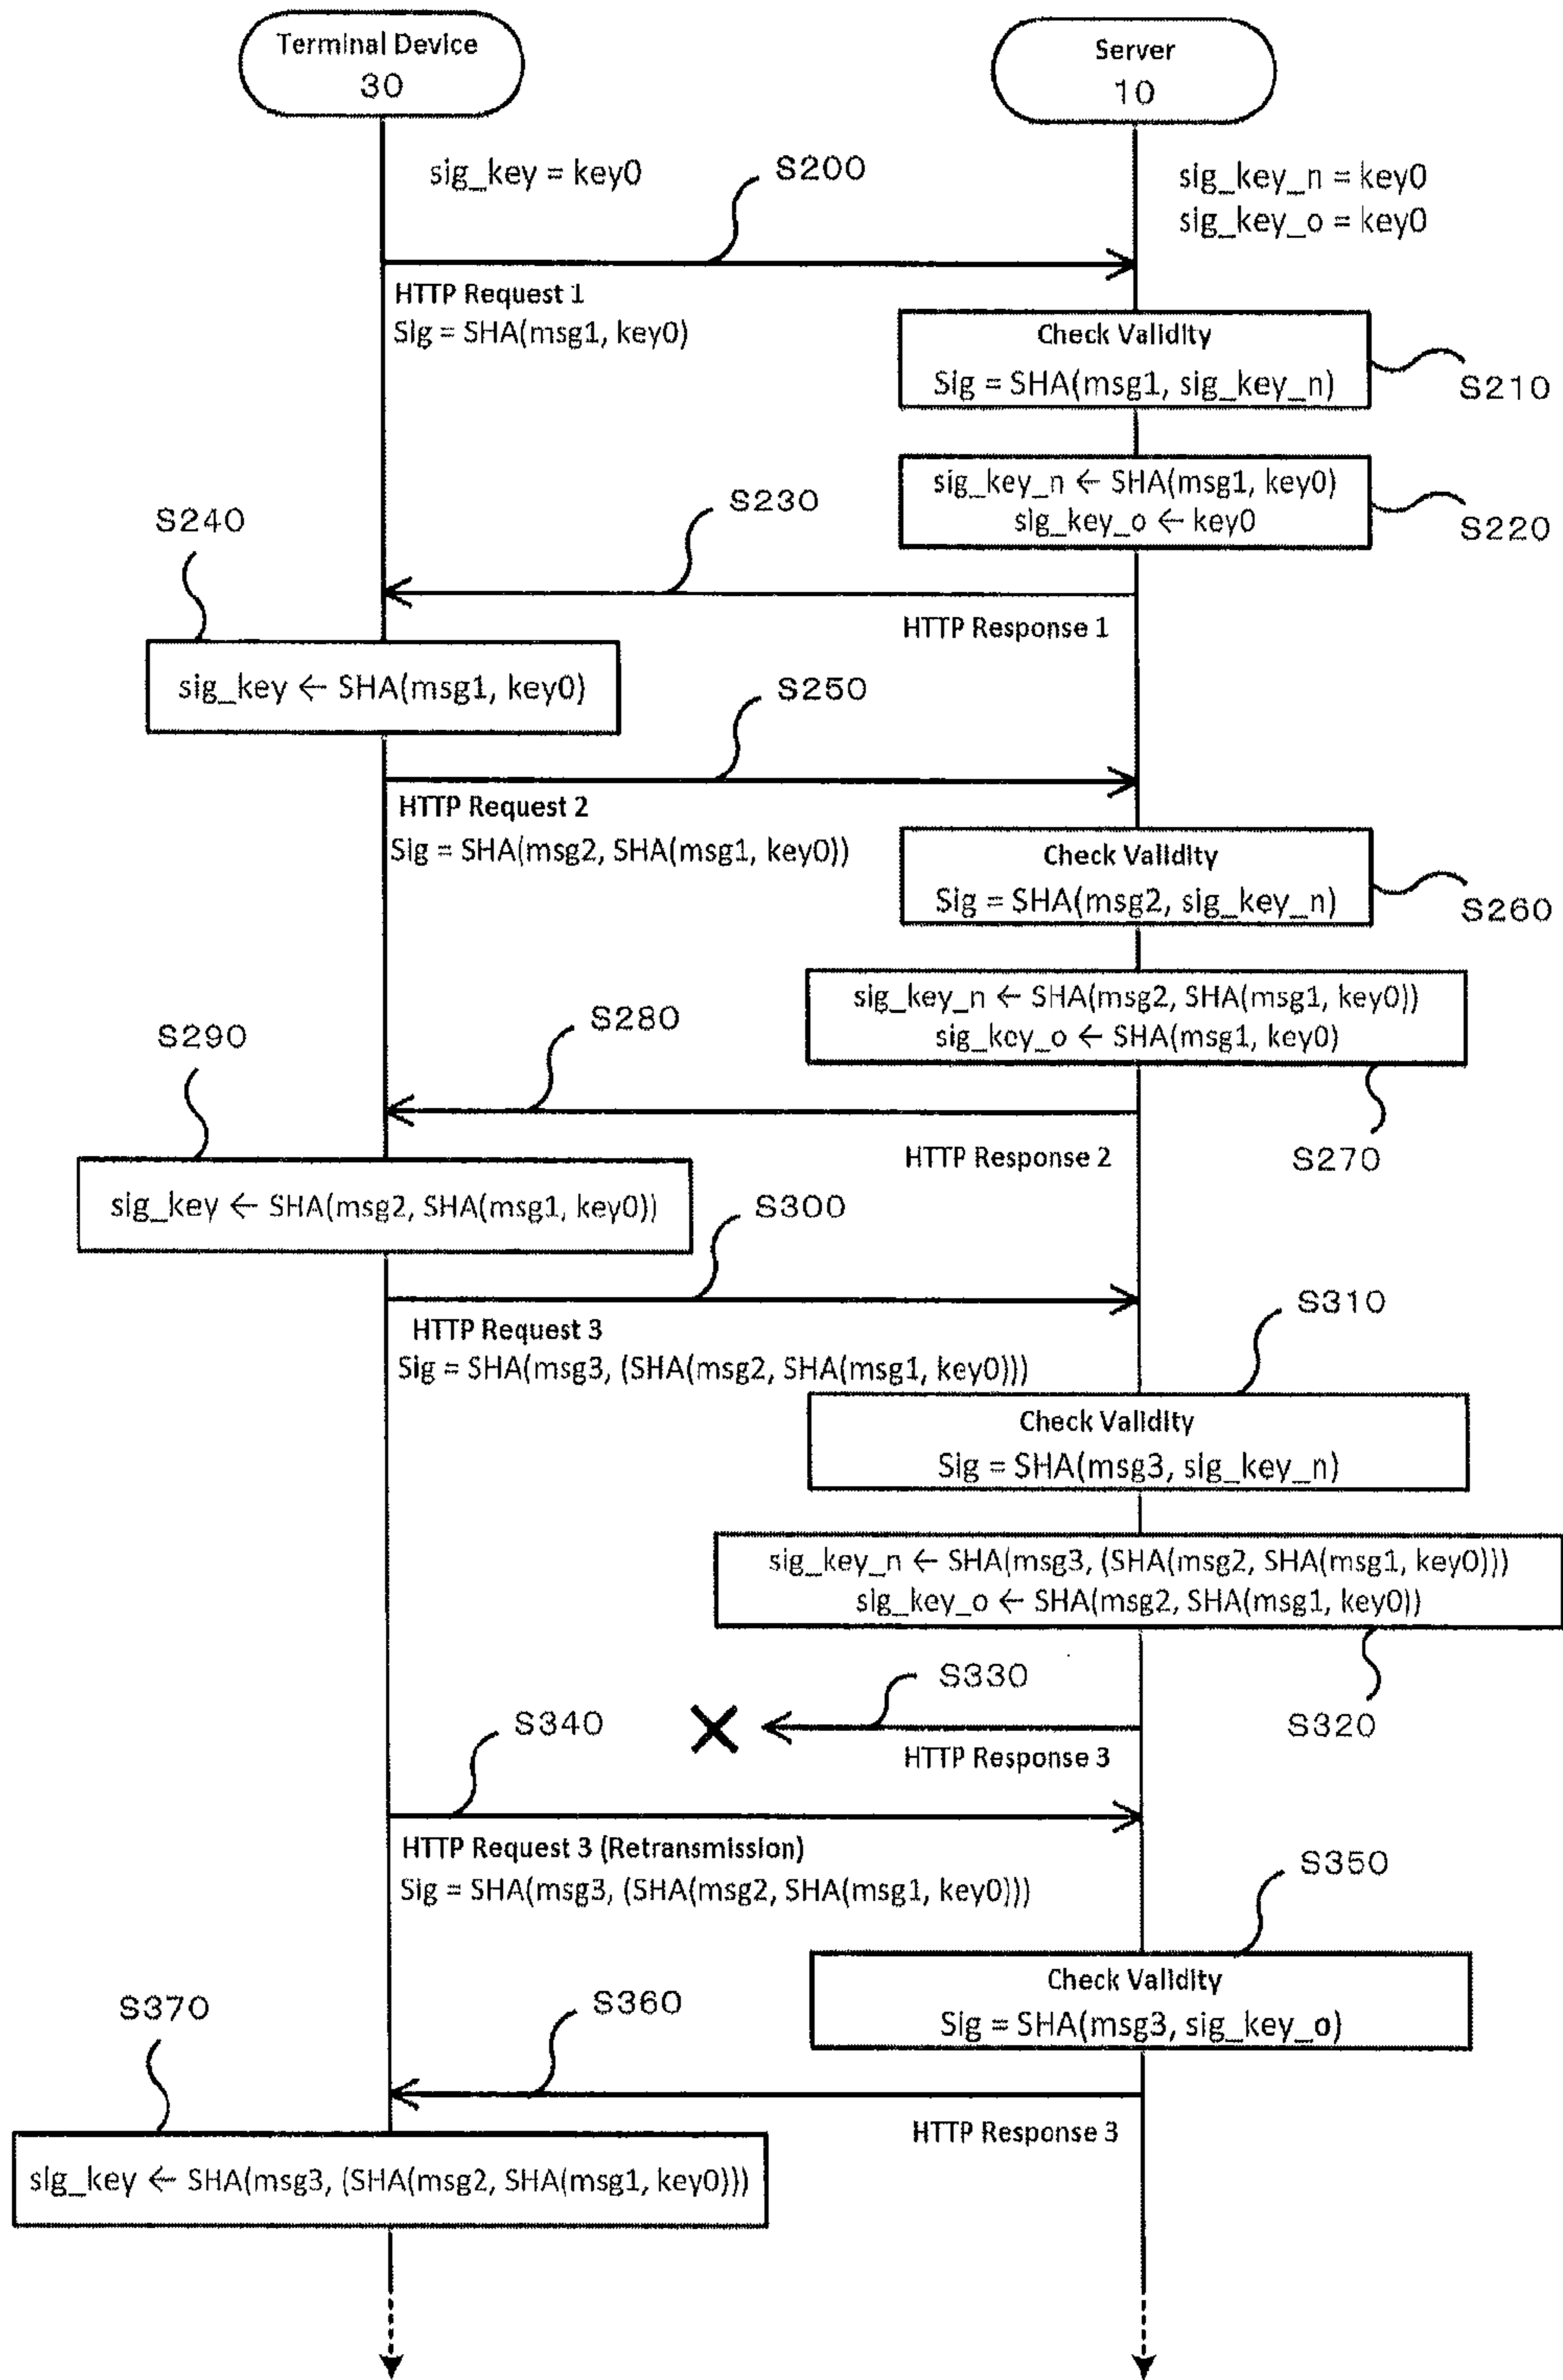 Terminal Device
30
Server
10
sig_key = key0
S200
sig_key_n = key0
sig_key_o = key0
HTTP Request 1
Sig = SHA(msg1, key0)
Check Validity
Sig = SHA(msg1, sig_key_n)
S210
sig_key_n ← SHA(msg1, key0)
sig_key_o ← key0
S220
S230
S240
HTTP Response 1
sig_key ← SHA(msg1, key0)
S250
HTTP Request 2
Sig = SHA(msg2, SHA(msg1, key0))
Check Validity
Sig = SHA(msg2, sig_key_n)
S260
sig_key_n ← SHA(msg2, SHA(msg1, key0))
sig_key_o ← SHA(msg1, key0)
S270
S280
S290
HTTP Response 2
sig_key ← SHA(msg2, SHA(msg1, key0))
S300
HTTP Request 3
Sig = SHA(msg3, (SHA(msg2, SHA(msg1, key0)))
S310
Check Validity
Sig = SHA(msg3, sig_key_n)
sig_key_n ← SHA(msg3, (SHA(msg2, SHA(msg1, key0)))
sig_key_o ← SHA(msg2, SHA(msg1, key0))
S320
S330
HTTP Response 3
S340
HTTP Request 3 (Retransmission)
Sig = SHA(msg3, (SHA(msg2, SHA(msg1, key0)))
S350
Check Validity
Sig = SHA(msg3, sig_key_o)
S360
S370
HTTP Response 3
sig_key ← SHA(msg3, (SHA(msg2, SHA(msg1, key0)))